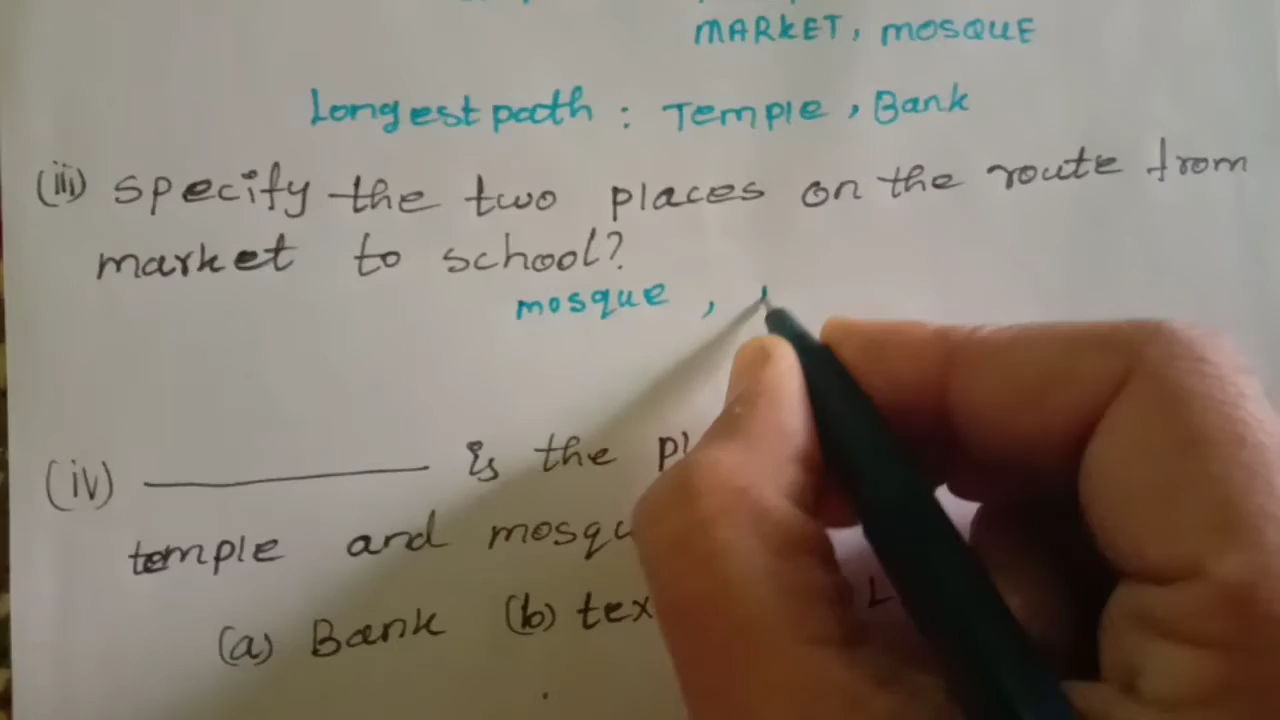 MARKET, MOSQUE
Longest path : Temple, Bank
(iii) specify the two places on the route from
market to school?
mosque ,
(iv) ________ is the
temple and
(a) Bank (b)